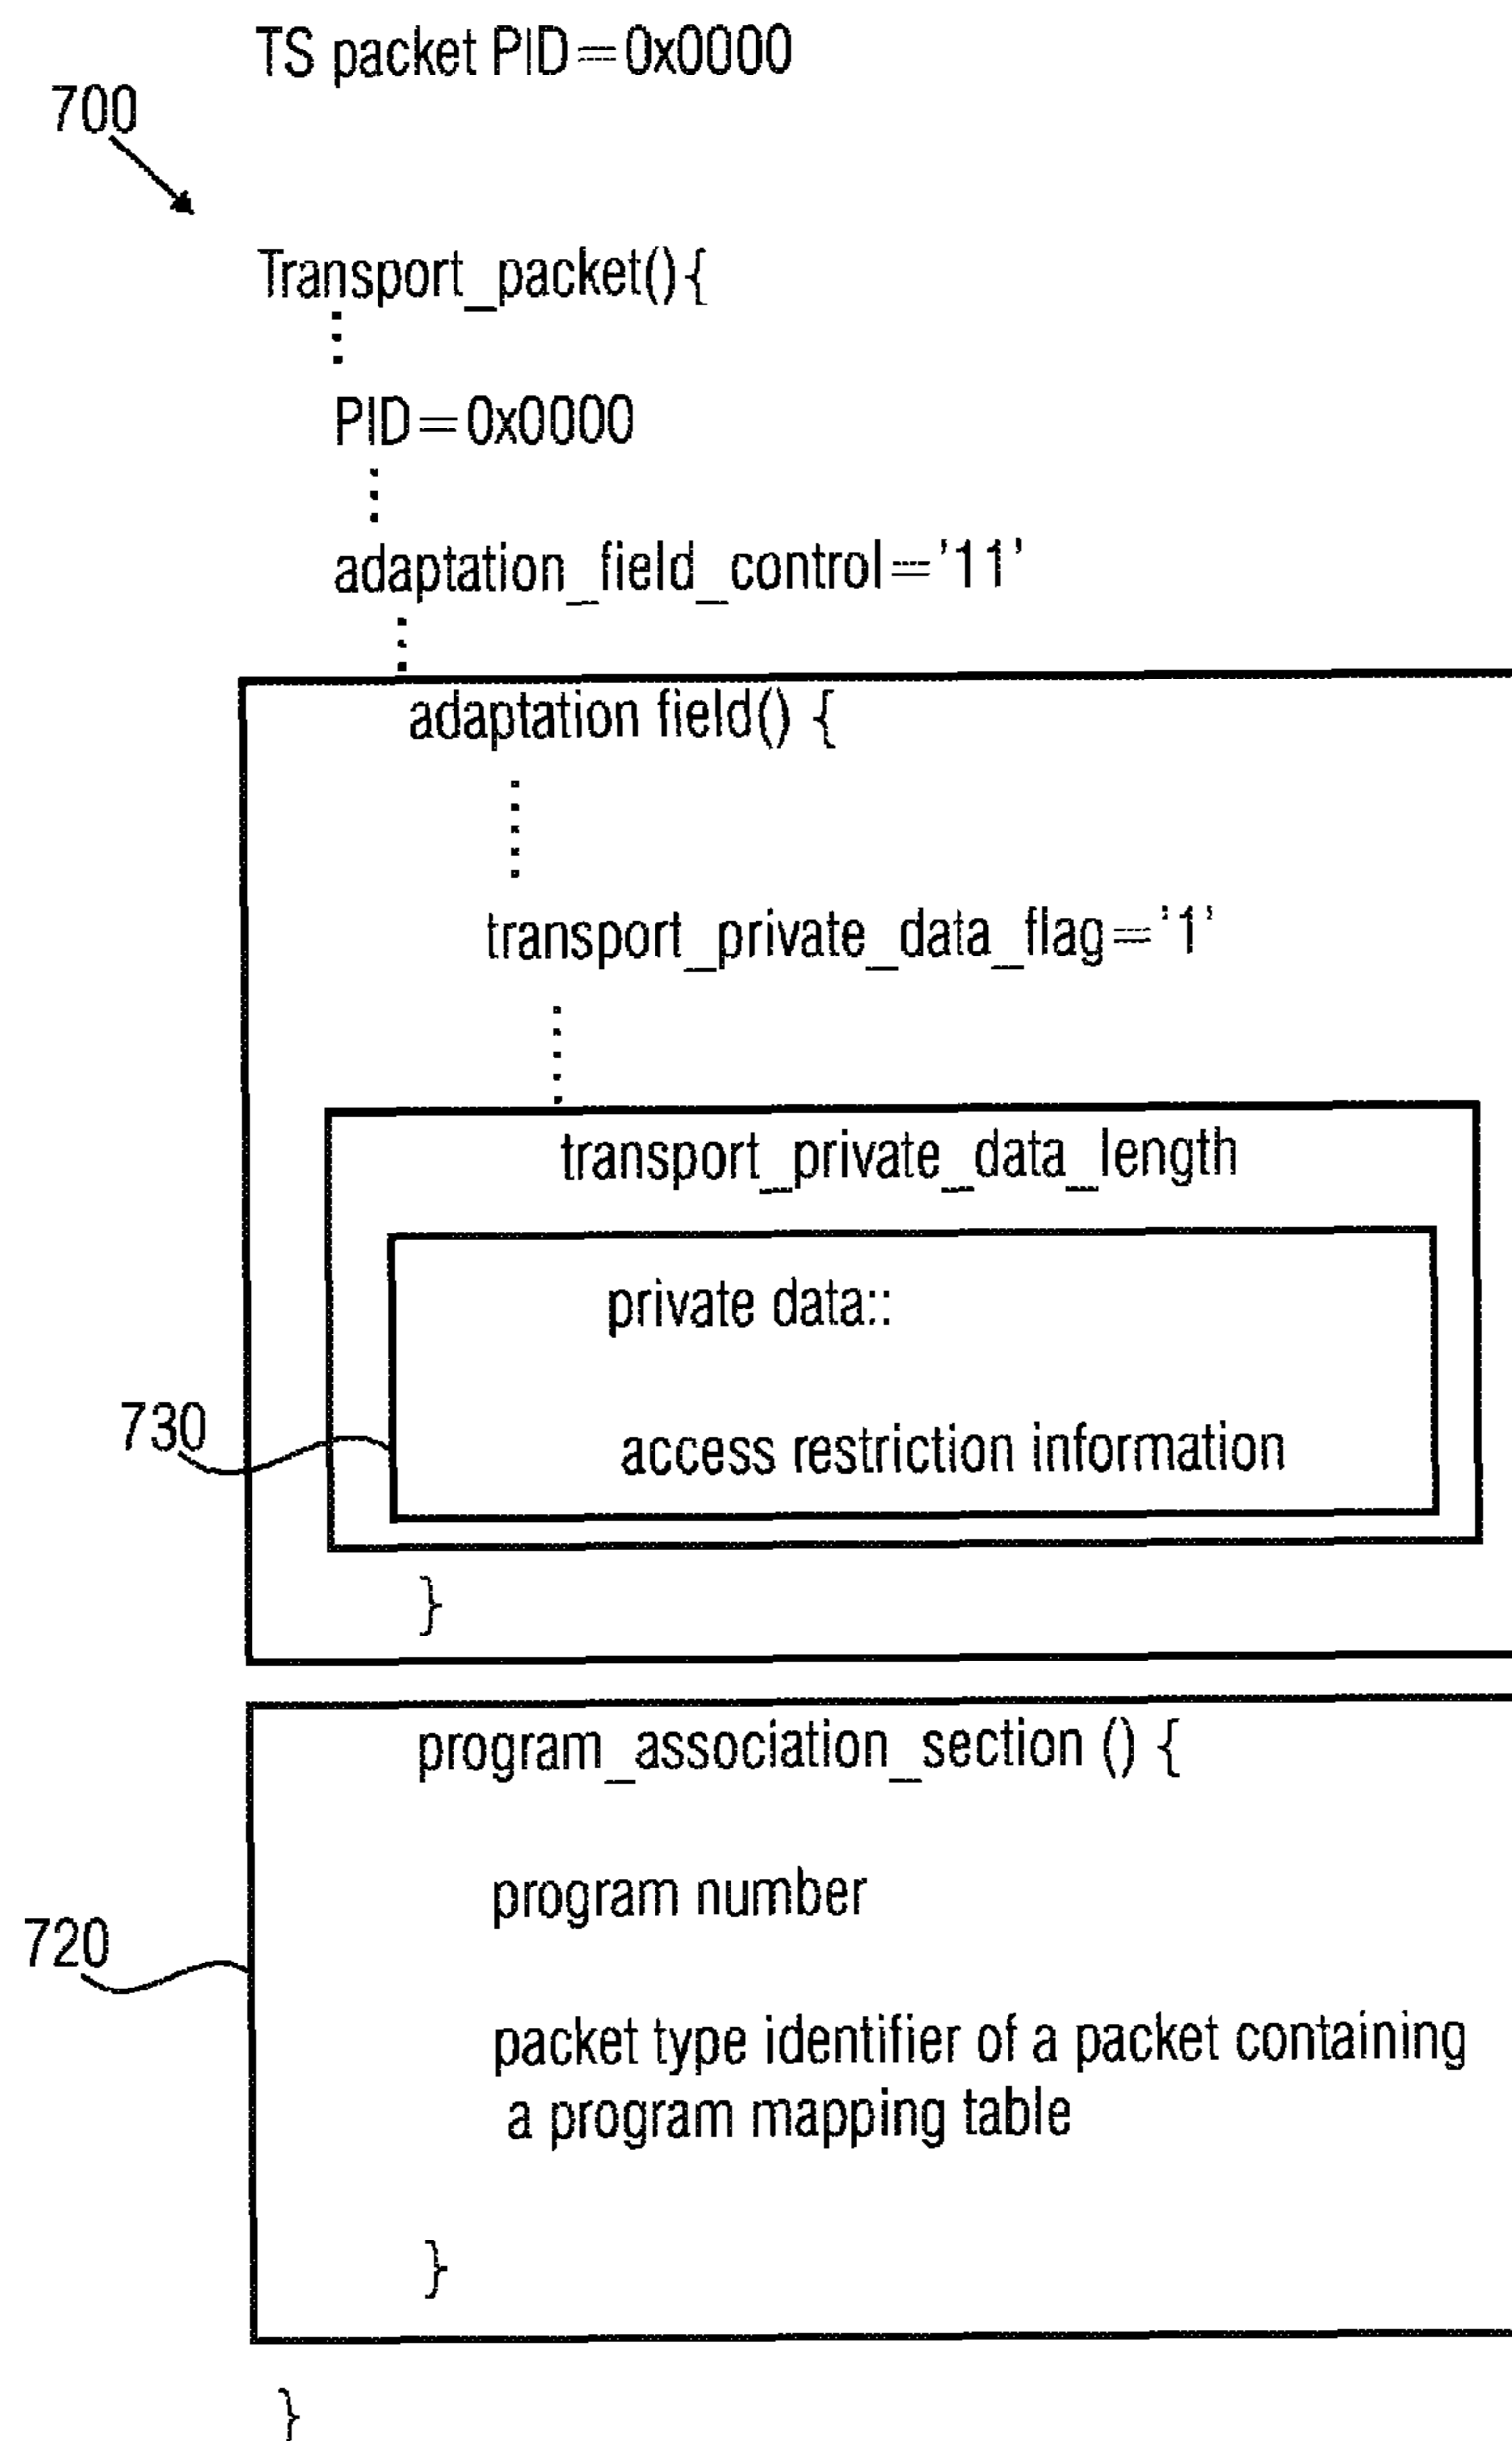 TS packet PID=0x0000
700
Transport_packet(){
PID=0x0000
adaptation_field_control='11'
adaptation field() {
transport_private_data_flag='1'
transport_private_data_length
private data::
730
access restriction information
}
program_association_section () {
program number
720
packet type identifier of a packet containing
a program mapping table
}
}